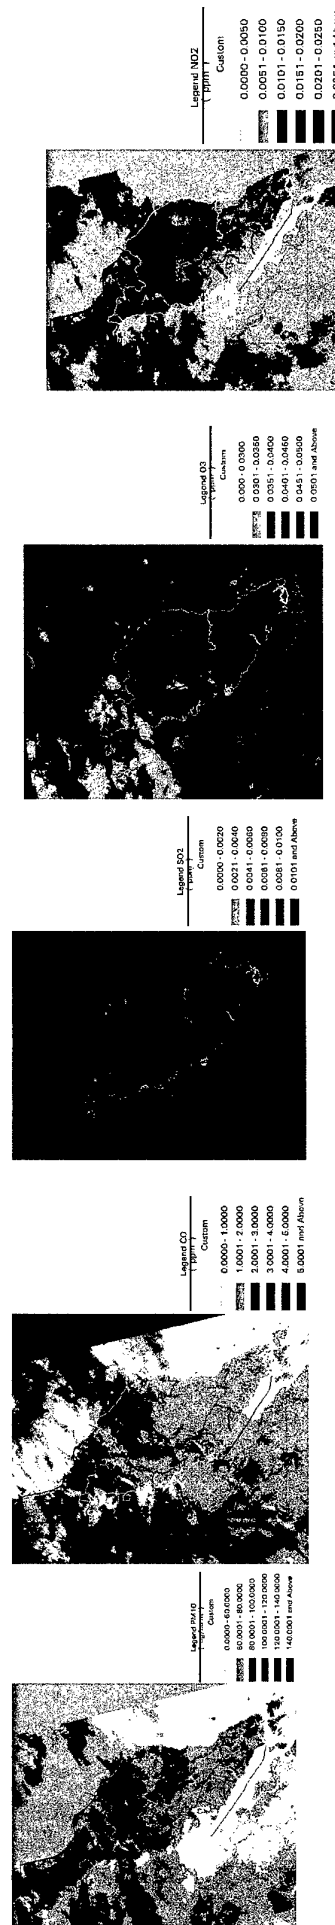 Legend NO2
( ppm )
Custom
0.0000 - 0.0050
0.0051 - 0.0100
0.0101 - 0.0150
0.0151 - 0.0200
0.0201 - 0.0250
Legend O3
( ppm )
Custom
0.000 - 0.0300
0.0301 - 0.0350
0.0351 - 0.0400
0.0401 - 0.0450
0.0451 - 0.0500
0.0501 and Above
Legend SO2
( ppm )
Custom
0.0000 - 0.0020
0.0021 - 0.0040
0.0041 - 0.0060
0.0061 - 0.0080
0.0081 - 0.0100
0.0101 and Above
Legend CO
( ppm )
Custom
0.0000 - 1.0000
1.0001 - 2.0000
2.0001 - 3.0000
3.0001 - 4.0000
4.0001 - 5.0000
5.0001 and Above
Legend PM10
Custom
0.0000 - 60.0000
60.0001 - 80.0000
80.0001 - 100.0000
100.0001 - 120.0000
120.0001 - 140.0000
140.0001 and Above